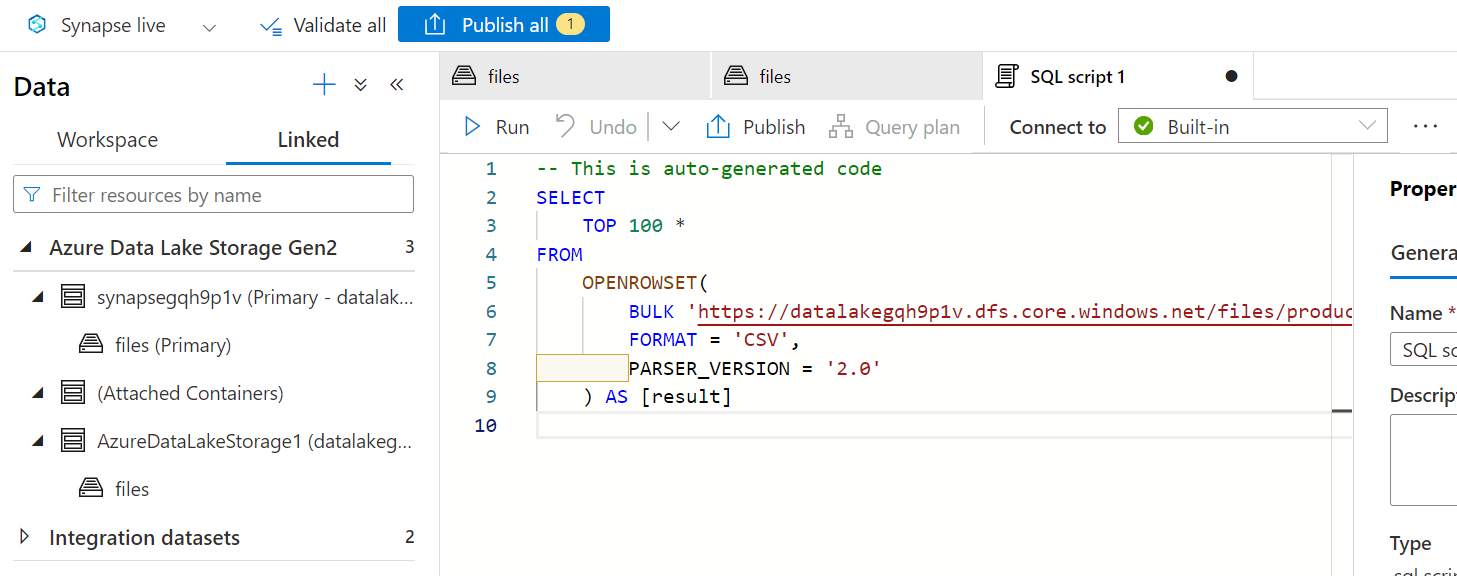 Synapse live Validate all Publish all 1
Data
Workspace Linked
Filter resources by name
Azure Data Lake Storage Gen2 3
synapsegqh9p1v (Primary - datalak...
files (Primary)
(Attached Containers)
AzureDataLakeStorage1 (datalakeg...
files
Integration datasets 2
files files SQL script 1
Run Undo Publish Query plan Connect to Built-in ...
1 -- This is auto-generated code
2 SELECT
3 TOP 100 *
4 FROM
5 OPENROWSET(
6 BULK 'https://datalakegqh9p1v.dfs.core.windows.net/files/produc
7 FORMAT = 'CSV',
8 PARSER_VERSION = '2.0'
9 ) AS [result]
10
Proper
Genera
Name *
SQL sc
Descrip
Type
.sql scrip